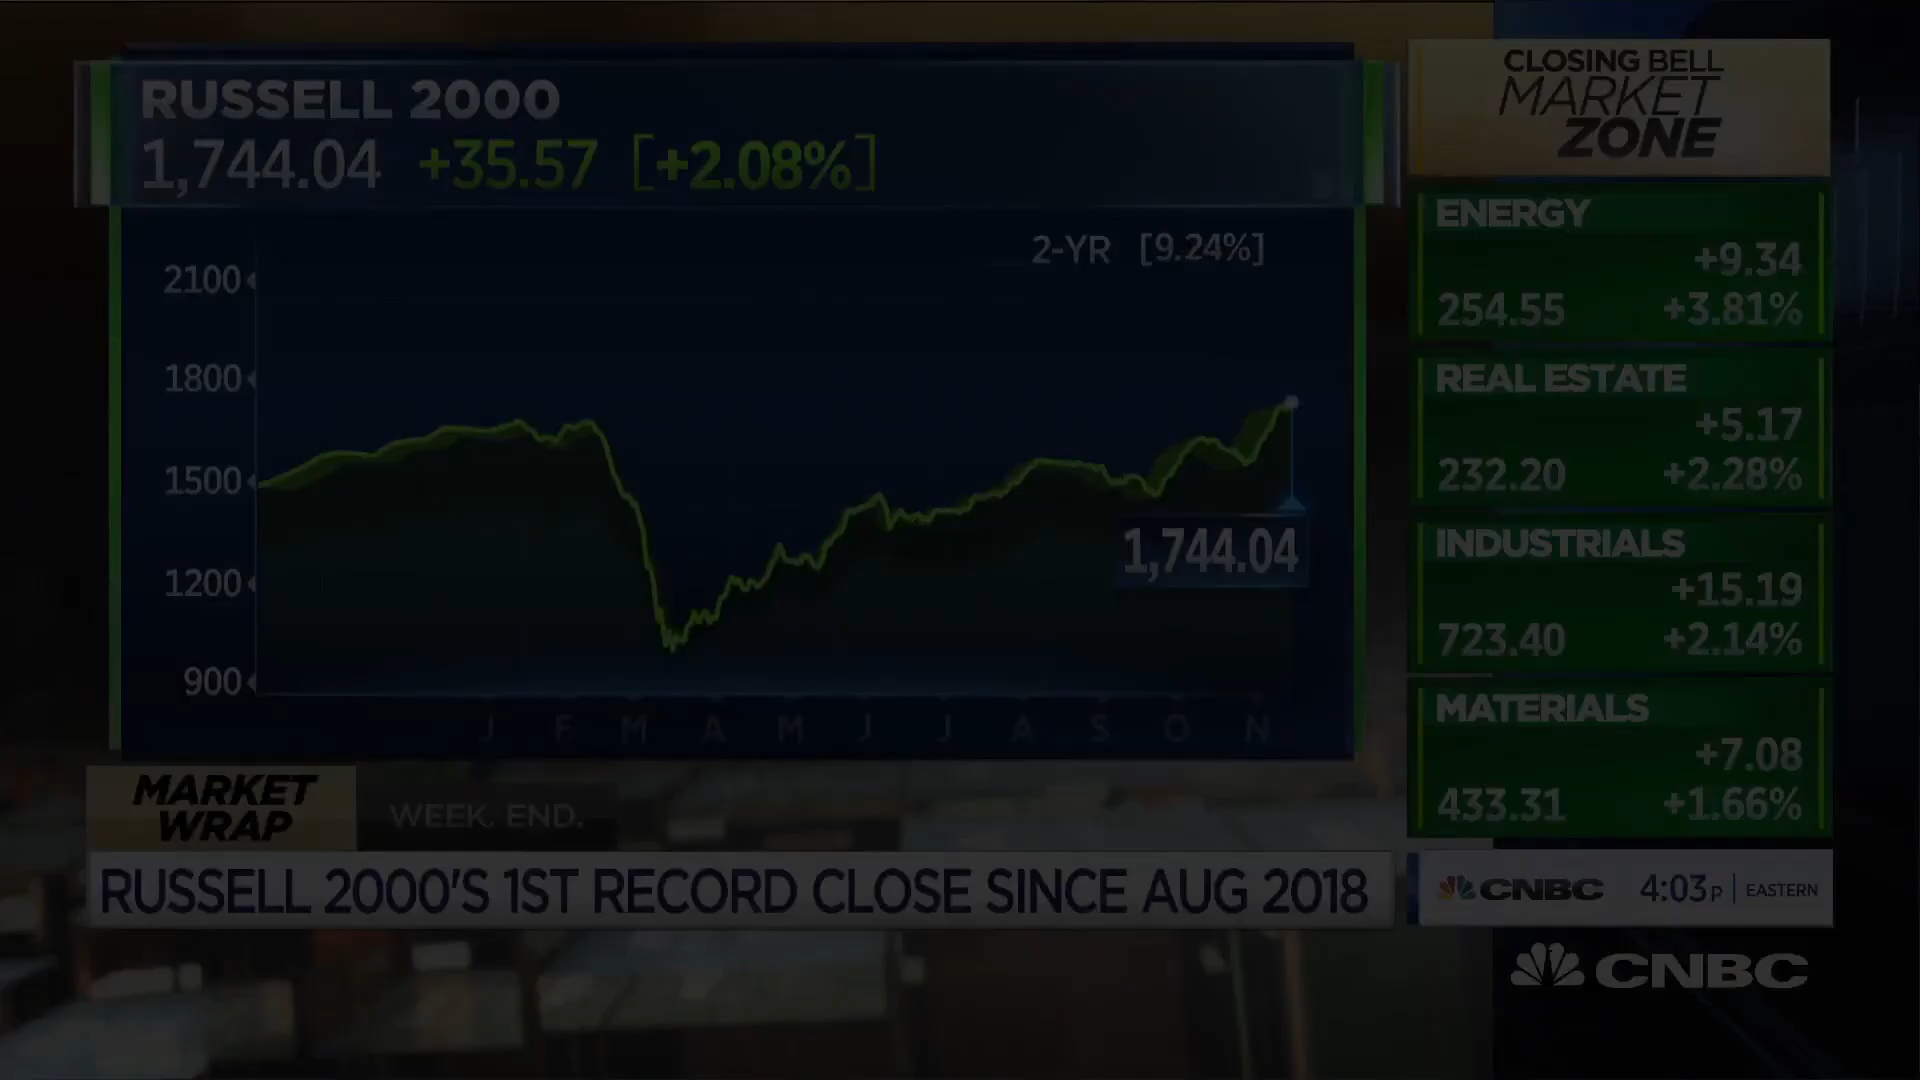 RUSSELL 2000
1,744.04 +35.57 [+2.08%]
2-YR [9.24%]
2100
1800
1500
1200
900
1,744.04
J F M A M J J A S O N
CLOSING BELL
MARKET
ZONE
ENERGY
+9.34
254.55 +3.81%
REAL ESTATE
+5.17
232.20 +2.28%
INDUSTRIALS
+15.19
723.40 +2.14%
MATERIALS
+7.08
433.31 +1.66%
MARKET
WRAP
WEEK. END.
RUSSELL 2000'S 1ST RECORD CLOSE SINCE AUG 2018
CNBC 4:03P EASTERN
CNBC